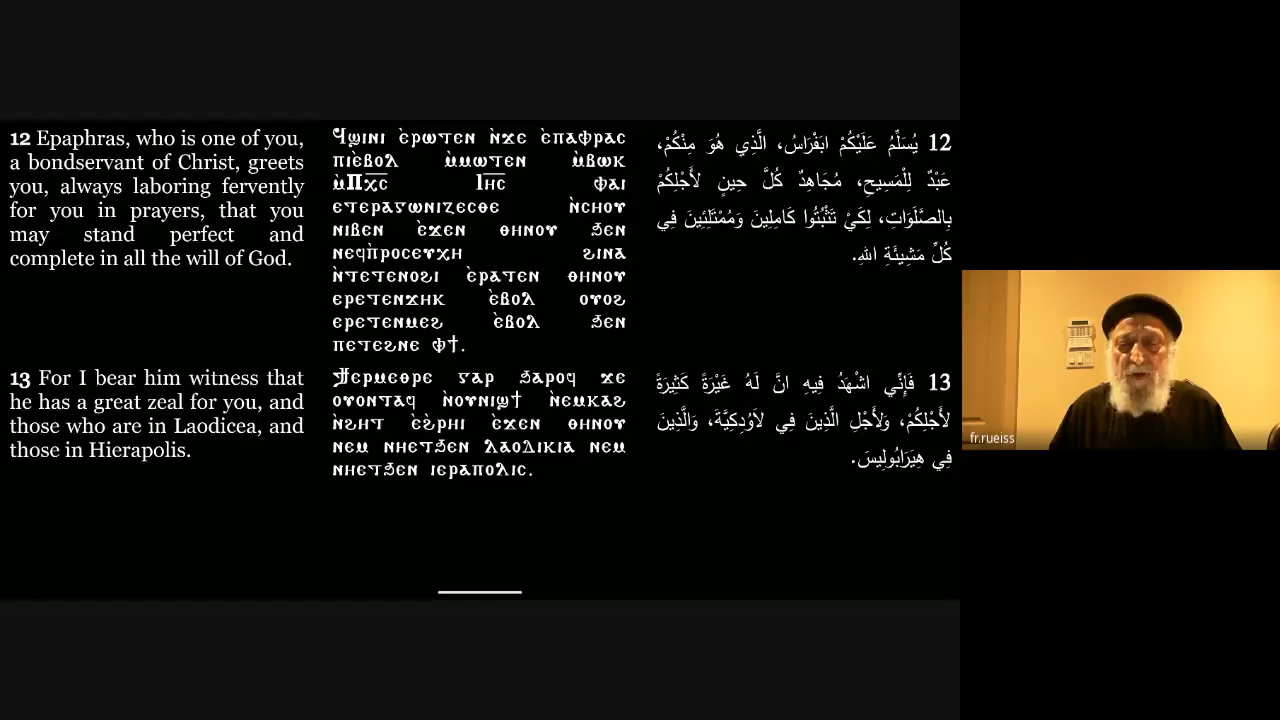 12 Epaphras, who is one of you,
a bondservant of Christ, greets
you, always laboring fervently
for you in prayers, that you
may stand perfect and
complete in all the will of God.
Ϥϣⲓⲛⲓ ⲉ̀ⲣⲱⲧⲉⲛ ⲛ̀ϫⲉ ⲉ̀ⲡⲁⲫⲣⲁⲥ
ⲡⲓⲉ̀ⲃⲟⲗ ⲙ̀ⲙⲱⲧⲉⲛ ⲙ̀ⲃⲱⲕ
ⲙ̀Ⲡⲭ̅ⲥ̅ Ⲓⲏ̅ⲥ̅ ⲫⲁⲓ
ⲉⲧⲉⲣⲁⲅⲱⲛⲓⲍⲉⲥⲑⲉ ⲛ̀ⲥⲏⲟⲩ
ⲛⲓⲃⲉⲛ ⲉ̀ϫⲉⲛ ⲑⲏⲛⲟⲩ ϧⲉⲛ
ⲛⲉϥⲡ̀ⲣⲟⲥⲉⲩⲭⲏ ϩⲓⲛⲁ
ⲛ̀ⲧⲉⲧⲉⲛⲟϩⲓ ⲉ̀ⲣⲁⲧⲉⲛ ⲑⲏⲛⲟⲩ
ⲉⲣⲉⲧⲉⲛϫⲏⲕ ⲉ̀ⲃⲟⲗ ⲟⲩⲟϩ
ⲉⲣⲉⲧⲉⲛⲙⲉϩ ⲉ̀ⲃⲟⲗ ϧⲉⲛ
ⲡⲉⲧⲉϩⲛⲉ Ⲫϯ.
12 يُسَلِّمُ عَلَيْكُمْ ابَفْرَاسُ، الَّذِي هُوَ مِنْكُمْ،
عَبْدٌ لِلْمَسِيحِ، مُجَاهِدٌ كُلَّ حِينٍ لأَجْلِكُمْ
بِالصَّلَوَاتِ، لِكَيْ تَثْبُتُوا كَامِلِينَ وَمُمْتَلِئِينَ فِي
كُلِّ مَشِيئَةِ اللهِ.
13 For I bear him witness that
he has a great zeal for you, and
those who are in Laodicea, and
those in Hierapolis.
Ϯⲉⲣⲙⲉⲑⲣⲉ ⲅⲁⲣ ϧⲁⲣⲟϥ ϫⲉ
ⲟⲩⲟⲛⲧⲁϥ ⲛ̀ⲟⲩⲛⲓϣϯ ⲛ̀ⲉⲙⲕⲁϩ
ⲛ̀ϩⲏⲧ ⲉ̀ϩ̀ⲣⲏⲓ ⲉ̀ϫⲉⲛ ⲑⲏⲛⲟⲩ
ⲛⲉⲙ ⲛⲏⲉⲧϧⲉⲛ ⲗⲁⲟⲇⲓⲕⲓⲁ ⲛⲉⲙ
ⲛⲏⲉⲧϧⲉⲛ ⲓⲉⲣⲁⲡⲟⲗⲓⲥ.
13 فَإِنِّي اشْهَدُ فِيهِ انَّ لَهُ غَيْرَةً كَثِيرَةً
لأَجْلِكُمْ، وَلأَجْلِ الَّذِينَ فِي لاَوُدِكِيَّةَ، وَالَّذِينَ
فِي هِيَرَابُولِيسَ.
fr.rueiss